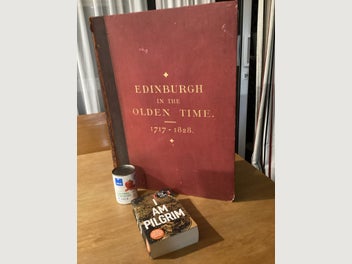 EDINBURGH
IN THE
OLDEN TIME.
1717 - 1828.
I
AM
PILGRIM